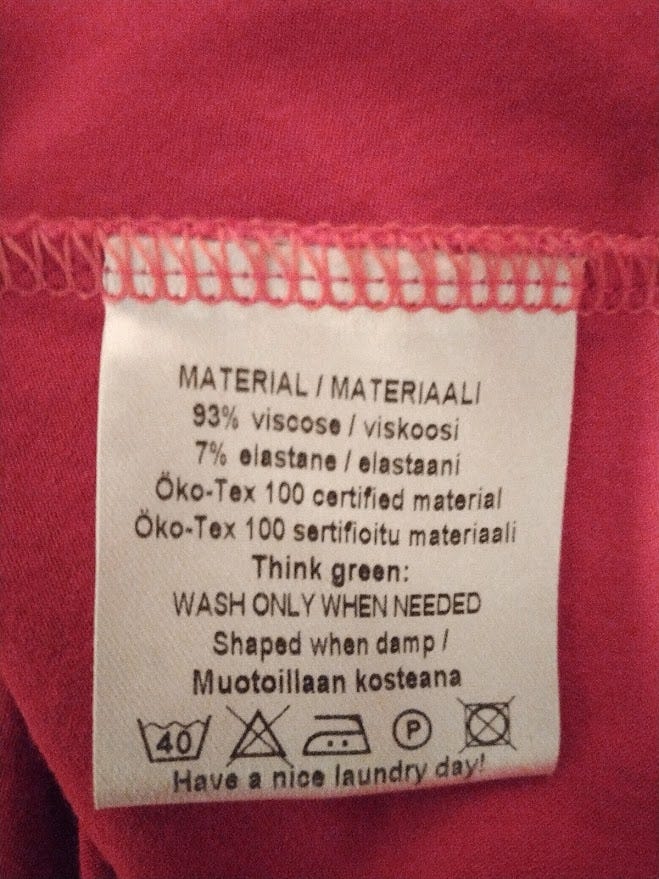 MATERIAL / MATERIAALI
93% viscose / viskoosi
7% elastane / elastaani
Öko-Tex 100 certified material
Öko-Tex 100 sertifioitu materiaali
Think green:
WASH ONLY WHEN NEEDED
Shaped when damp /
Muotoillaan kosteana
40 P
Have a nice laundry day!